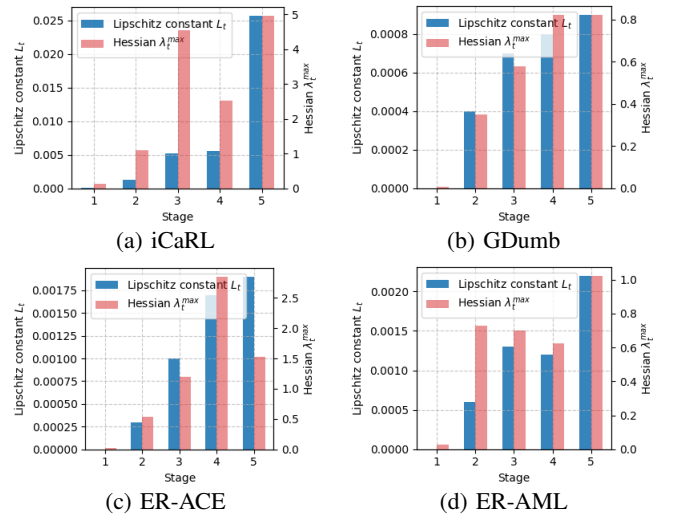 Lipschitz constant L_t
Hessian λ_t^max
0.025
0.020
0.015
0.010
0.005
0.000
Lipschitz constant L_t
5
4
3
2
1
0
Hessian λ_t^max
1 2 3 4 5
Stage
(a) iCaRL
Lipschitz constant L_t
Hessian λ_t^max
0.0008
0.0006
0.0004
0.0002
0.0000
Lipschitz constant L_t
0.8
0.6
0.4
0.2
0.0
Hessian λ_t^max
1 2 3 4 5
Stage
(b) GDumb
Lipschitz constant L_t
Hessian λ_t^max
0.00175
0.00150
0.00125
0.00100
0.00075
0.00050
0.00025
0.00000
Lipschitz constant L_t
2.5
2.0
1.5
1.0
0.5
0.0
Hessian λ_t^max
1 2 3 4 5
Stage
(c) ER-ACE
Lipschitz constant L_t
Hessian λ_t^max
0.0020
0.0015
0.0010
0.0005
0.0000
Lipschitz constant L_t
1.0
0.8
0.6
0.4
0.2
0.0
Hessian λ_t^max
1 2 3 4 5
Stage
(d) ER-AML